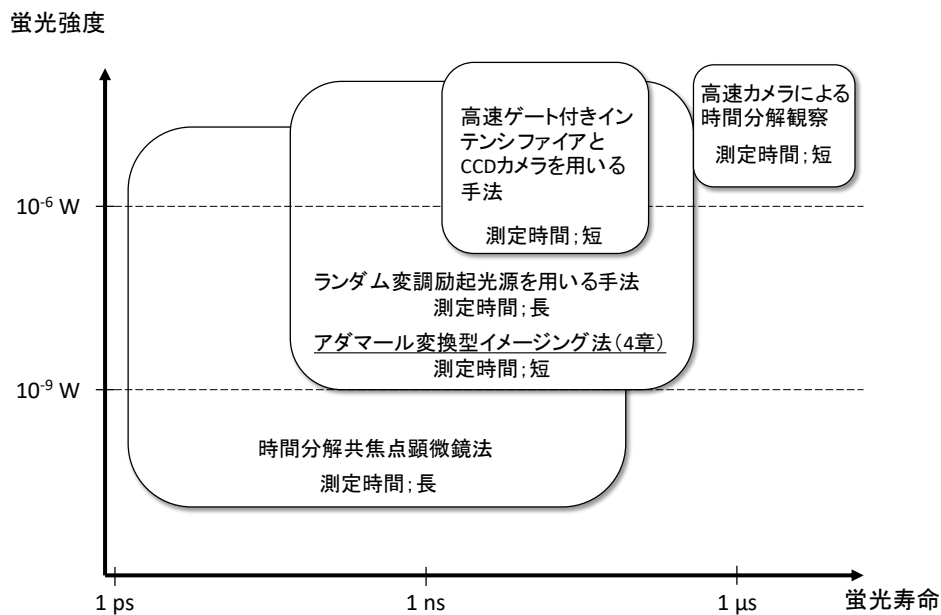 蛍光強度
高速ゲート付きイン
テンシファイアと
CCDカメラを用いる
手法
測定時間；短
高速カメラによる
時間分解観察
測定時間；短
10⁻⁶ W
ランダム変調励起光源を用いる手法
測定時間；長
アダマール変換型イメージング法（4章）
測定時間；短
10⁻⁹ W
時間分解共焦点顕微鏡法
測定時間；長
1 ps
1 ns
1 μs
蛍光寿命